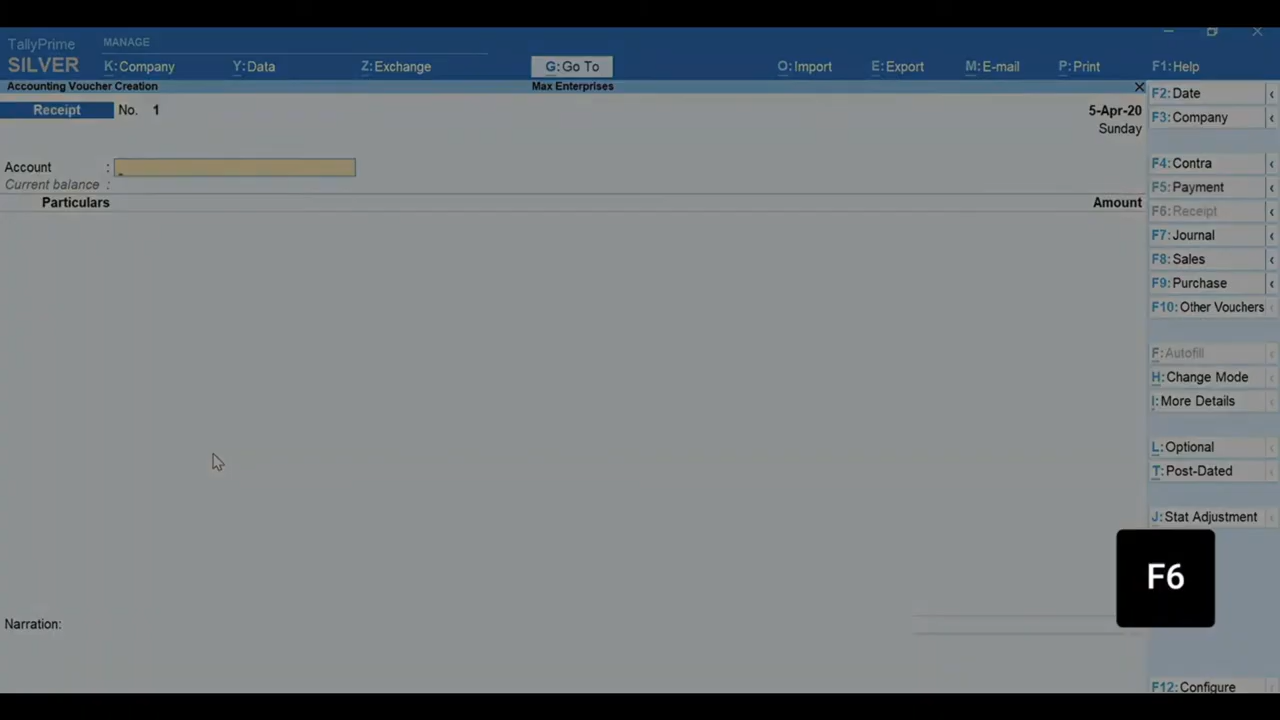 TallyPrime
MANAGE
SILVER
K:Company
Y:Data
Z:Exchange
G:Go To
O:Import
E:Export
M:E-mail
P:Print
F1:Help
Accounting Voucher Creation
Max Enterprises
Receipt No. 1
5-Apr-20
Sunday
Account :
Current balance :
Particulars
Amount
Narration:
F2:Date
F3:Company
F4:Contra
F5:Payment
F6:Receipt
F7:Journal
F8:Sales
F9:Purchase
F10:Other Vouchers
F:Autofill
H:Change Mode
I:More Details
L:Optional
T:Post-Dated
J:Stat Adjustment
F6
F12:Configure